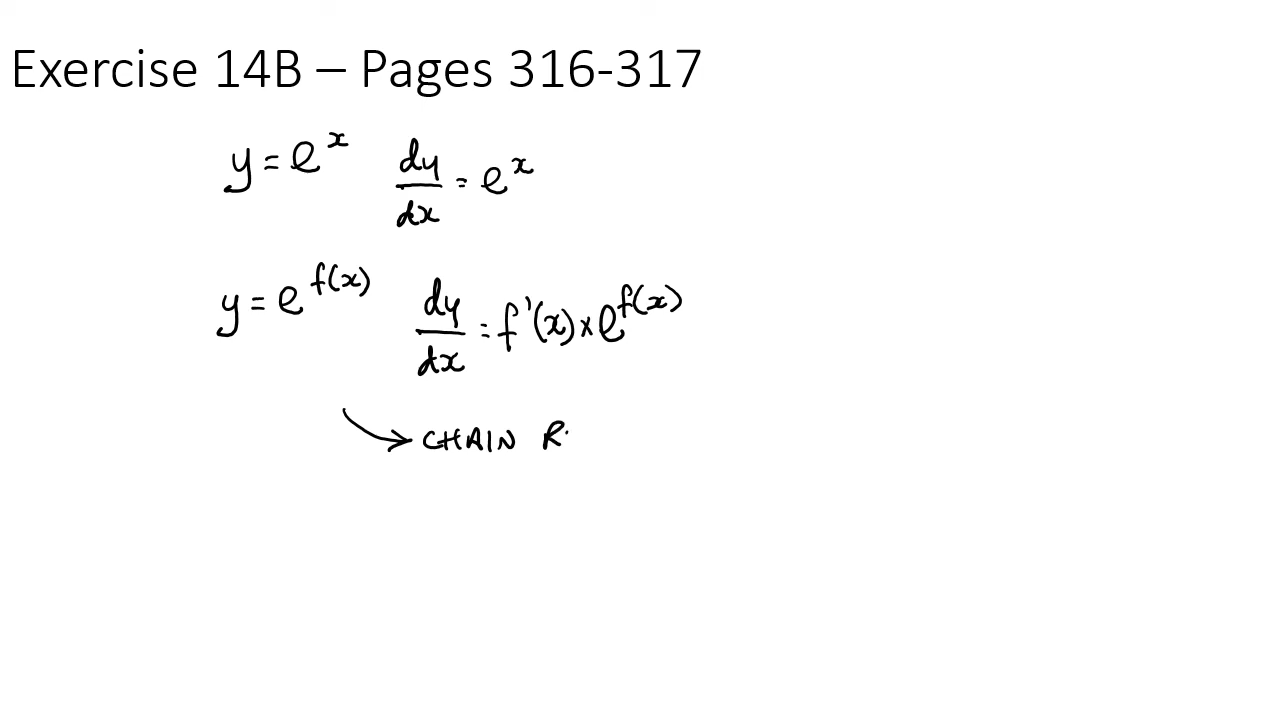 Exercise 14B – Pages 316-317
y = e^x dy/dx = e^x
y = e^f(x) dy/dx = f'(x) × e^f(x)
→ CHAIN R